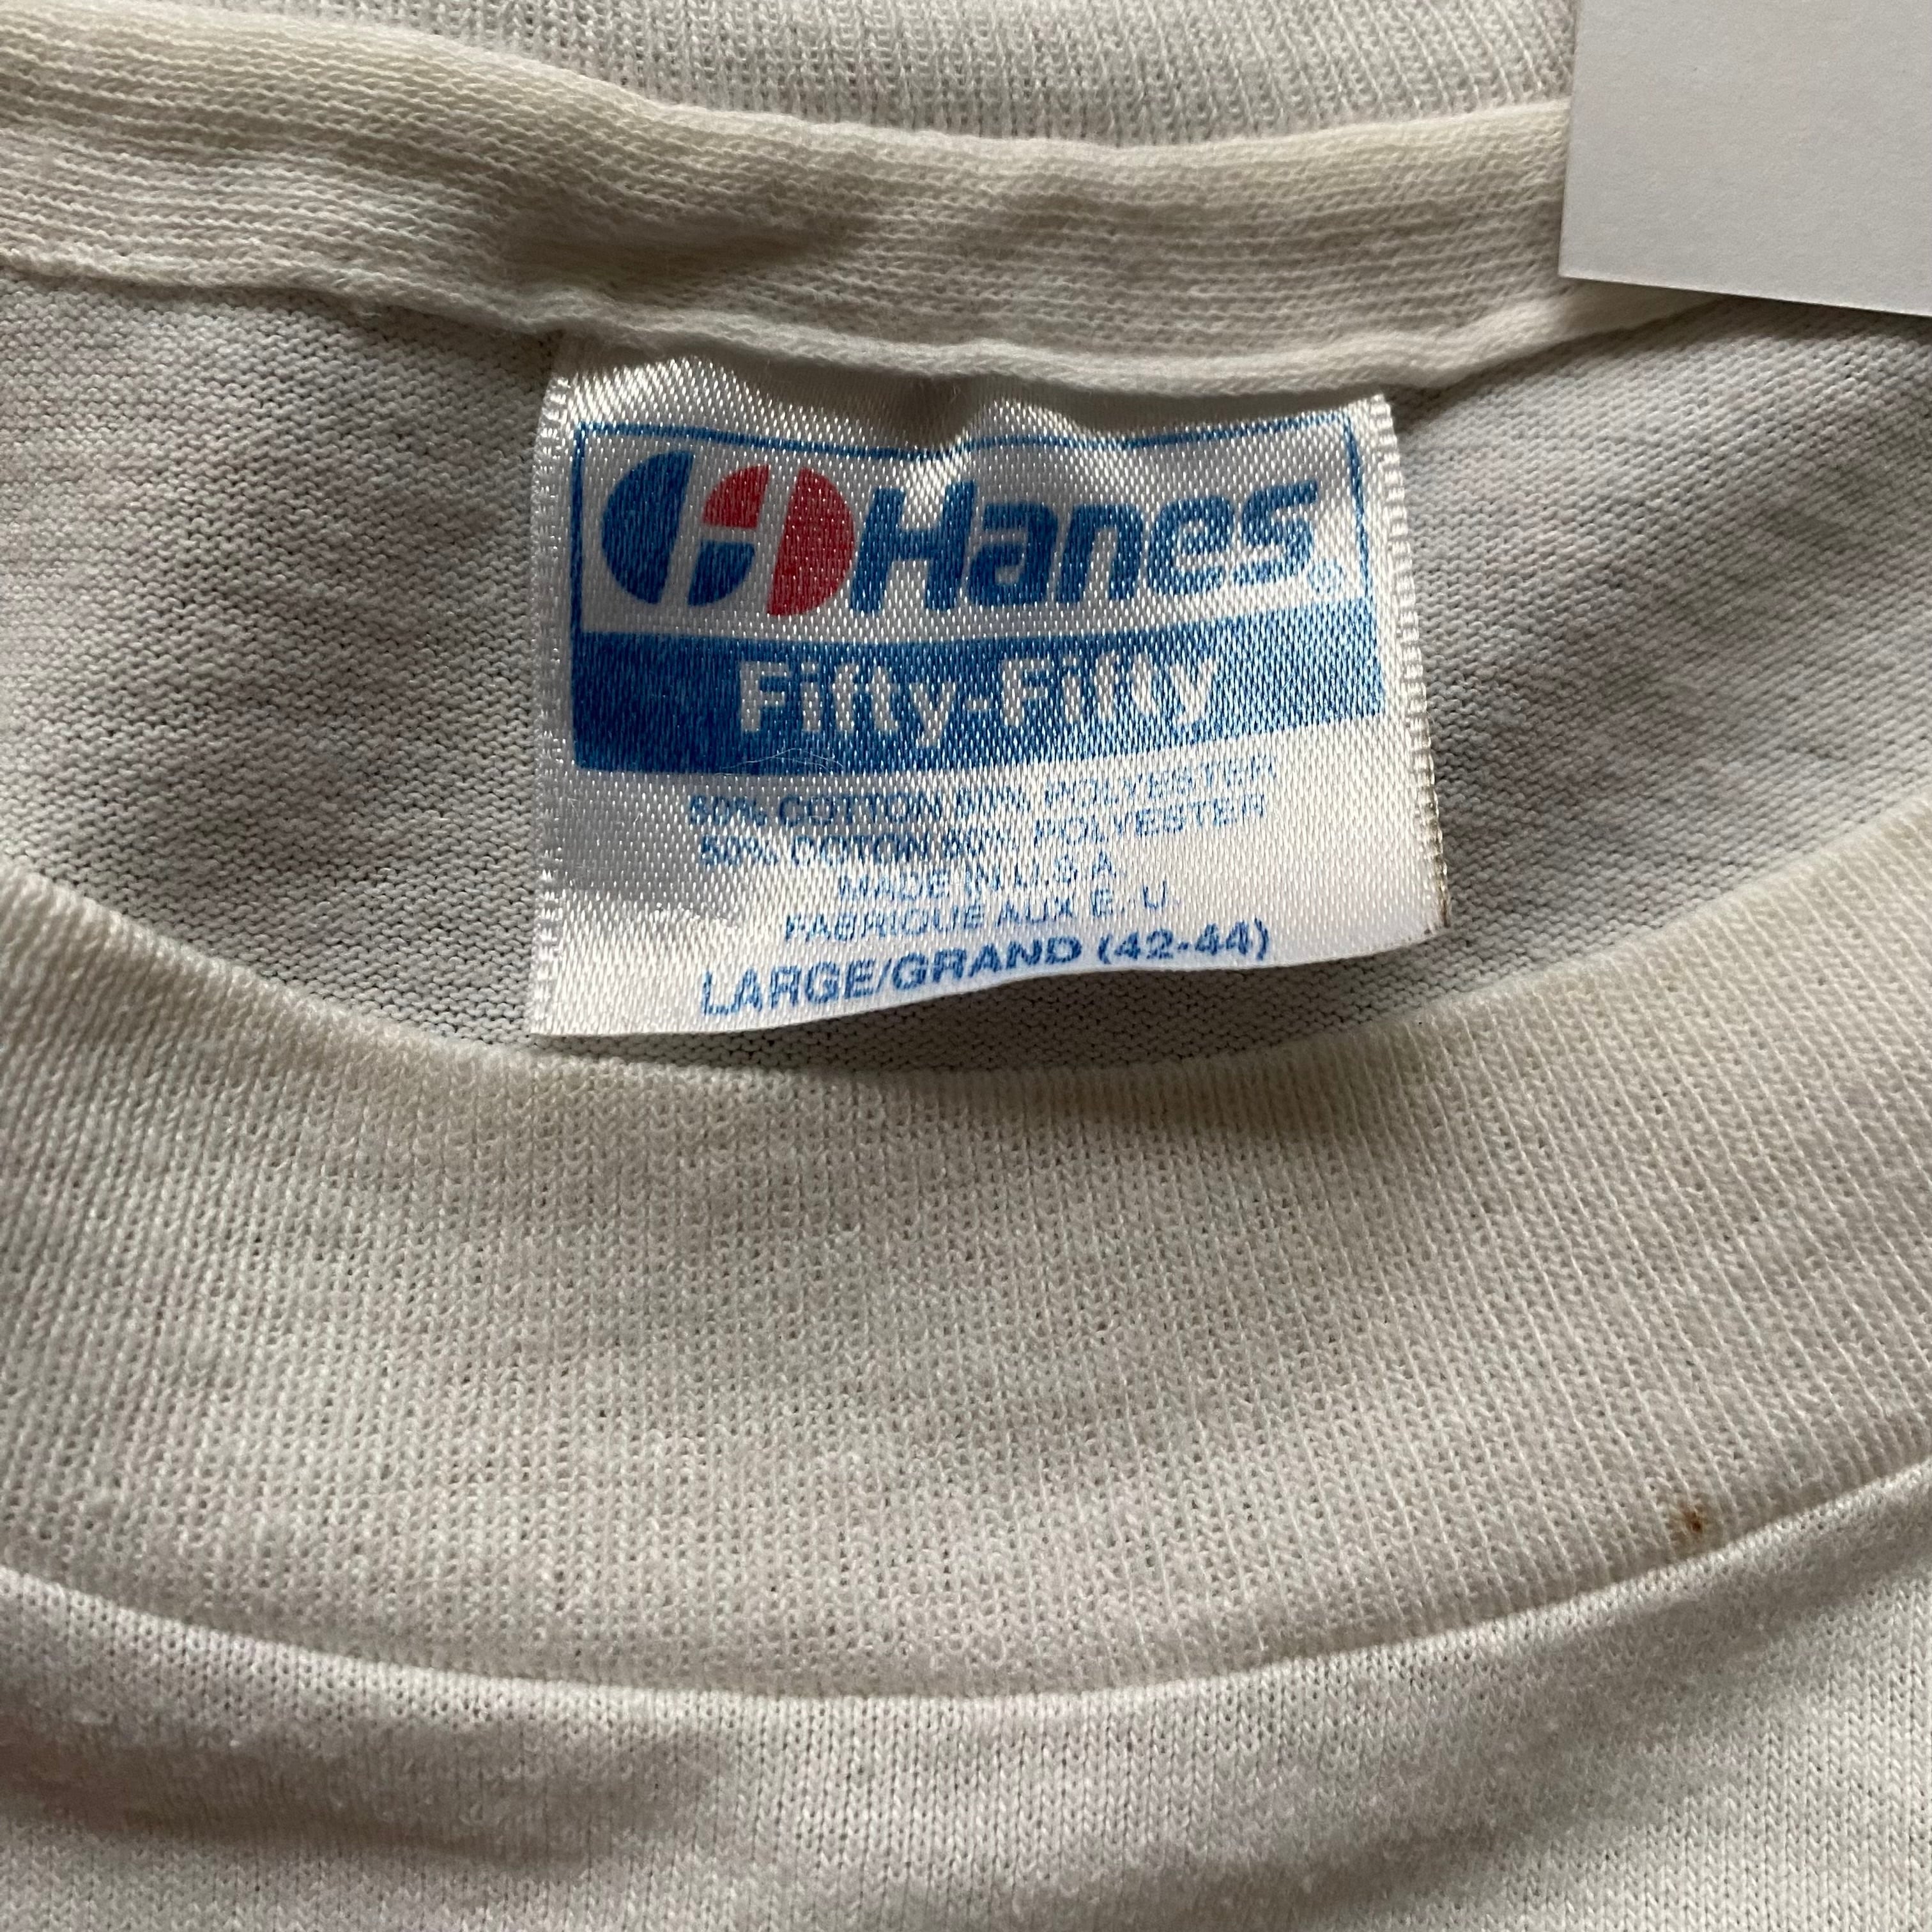 Hanes®
Fifty-Fifty
50% COTTON 50% POLYESTER
50% COTON 50% POLYESTER
MADE IN U.S.A.
FABRIQUE AUX E.-U.
LARGE/GRAND (42-44)